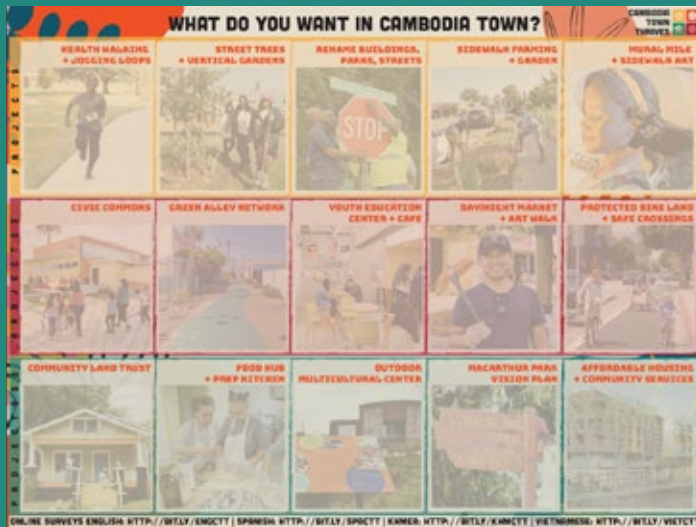 WHAT DO YOU WANT IN CAMBODIA TOWN?
CAMBODIA
TOWN
THRIVES
PROJECTS
HEALTH WALKING
+ JOGGING LOOPS
STREET TREES
+ VERTICAL GARDENS
RENAME BUILDINGS,
PARKS, STREETS
SIDEWALK FARMING
+ GARDEN
MURAL MILE
+ SIDEWALK ART
STOP
PROJECTS
CIVIC COMMONS
GREEN ALLEY NETWORK
YOUTH EDUCATION
CENTER + CAFE
DAY/NIGHT MARKET
+ ART WALK
PROTECTED BIKE LANE
+ SAFE CROSSINGS
COMMUNITY LAND TRUST
FOOD HUB
+ PREP KITCHEN
OUTDOOR
MULTICULTURAL CENTER
MACARTHUR PARK
VISION PLAN
AFFORDABLE HOUSING
+ COMMUNITY SERVICES
ONLINE SURVEYS ENGLISH: HTTP://BIT.LY/ENGCTT | SPANISH: HTTP://BIT.LY/SPACTT | KHMER: HTTP://BIT.LY/KHMCTT | VIETNAMESE: HTTP://BIT.LY/VICTOT